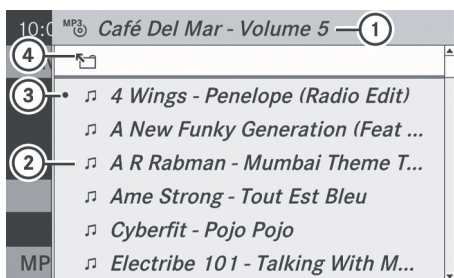 10:0 MP3 Café Del Mar - Volume 5 1
4
3 4 Wings - Penelope (Radio Edit)
A New Funky Generation (Feat ...
2 A R Rabman - Mumbai Theme T...
Ame Strong - Tout Est Bleu
Cyberfit - Pojo Pojo
MP Electribe 101 - Talking With M...